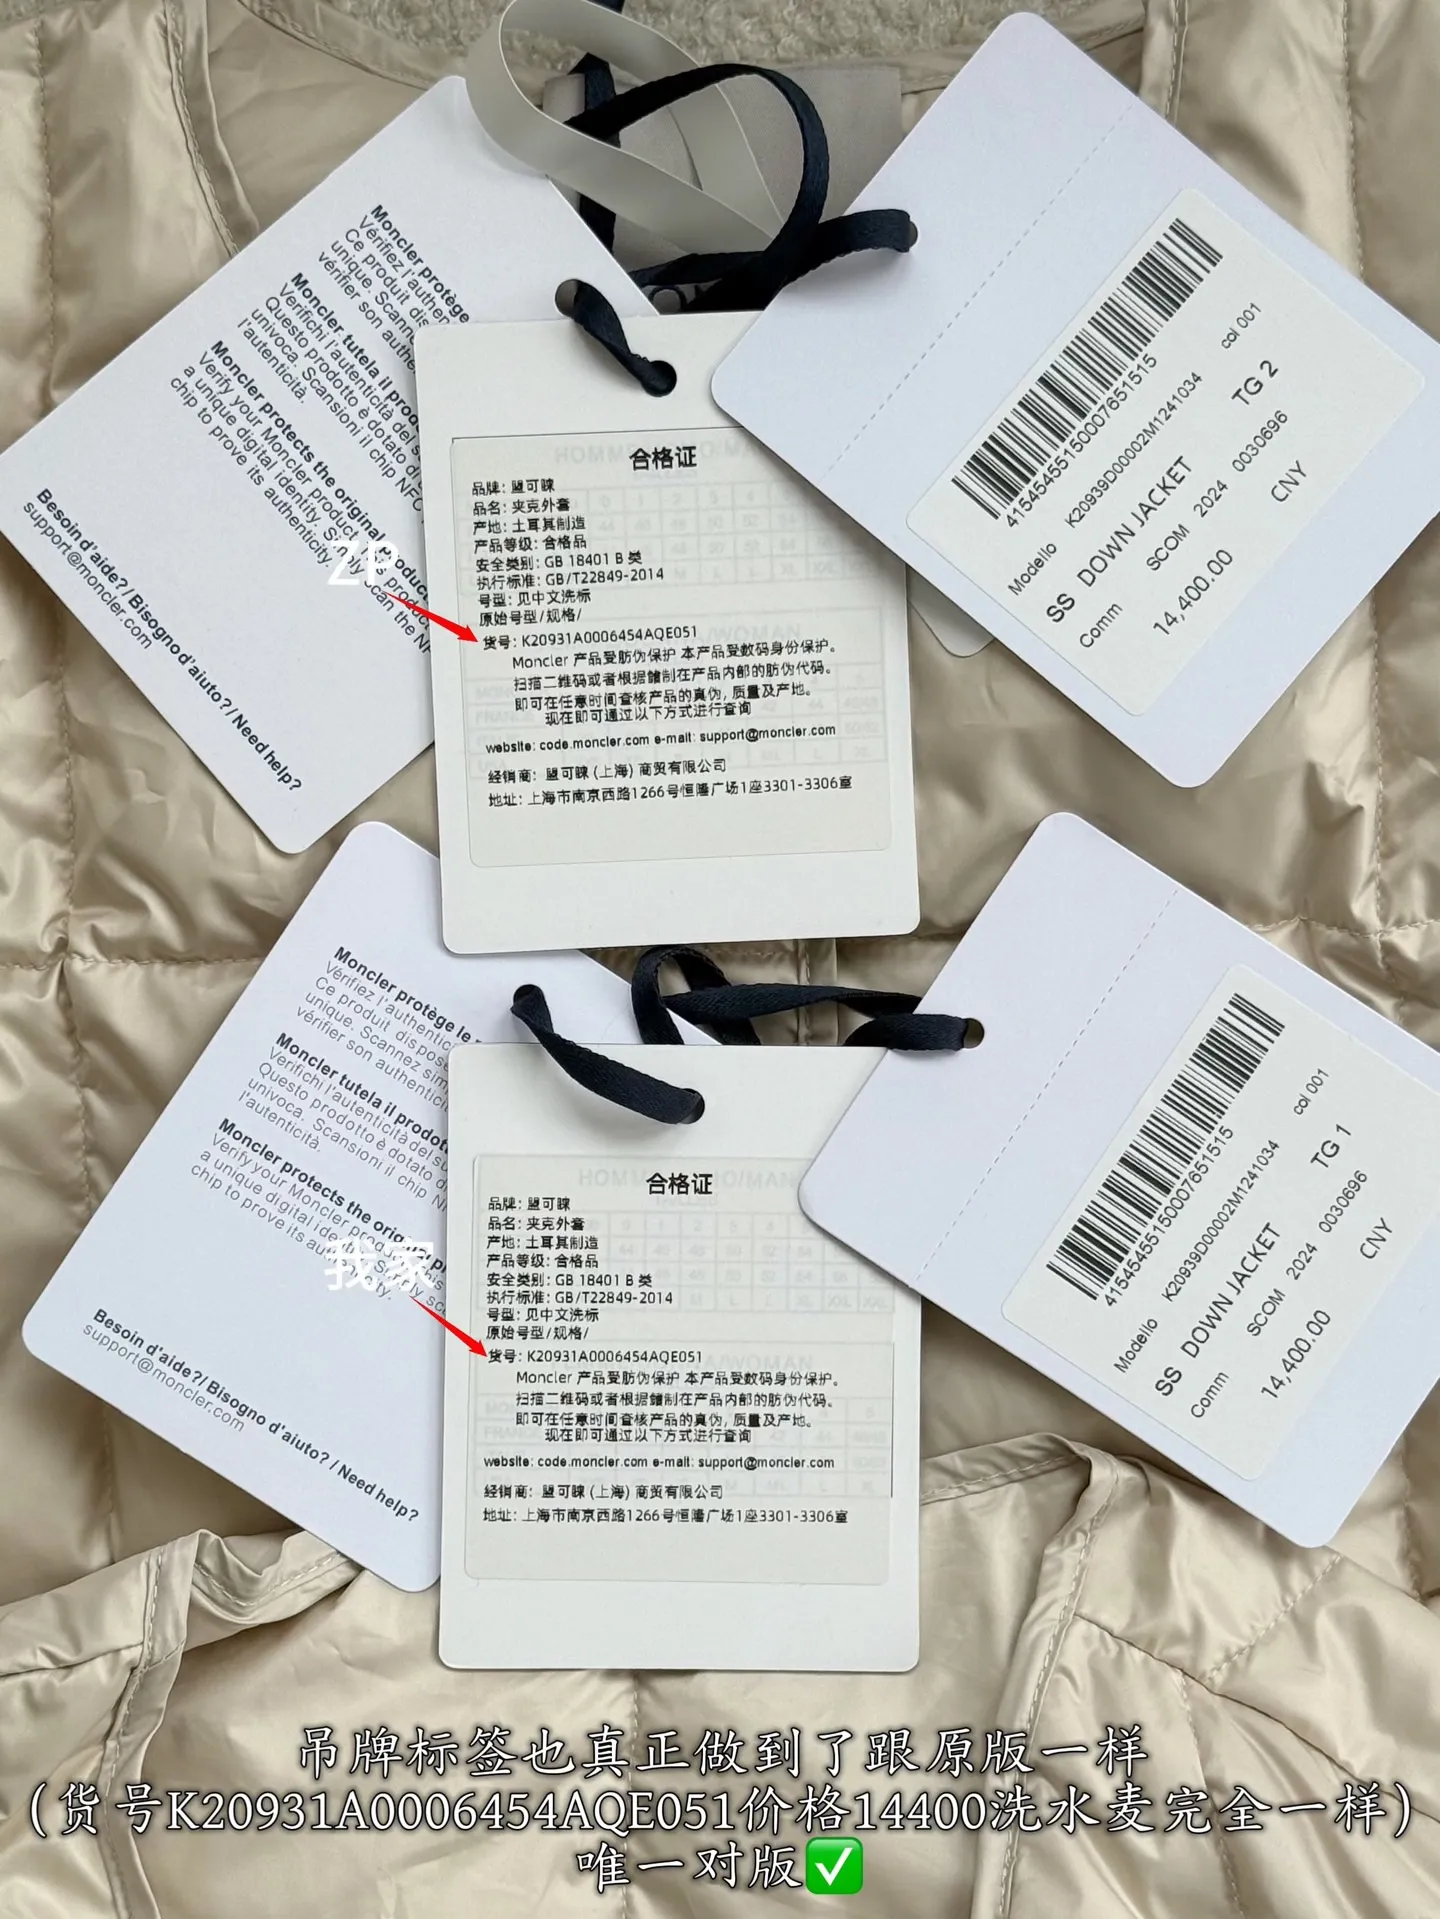 Moncler protège
Vérifiez l'authen
Ce produit dis
unique. Scann
vérifier son authe
Moncler tutela il prod
Verifichi l'autenticità del
Questo prodotto è dotato d
univoca. Scansioni il chip NFC
l'autenticità.
Moncler protects the original product
Verify your Moncler product
a unique digital identity. Simply scan the NF
chip to prove its authenticity.
Besoin d'aide? / Bisogno d'aiuto? / Need help?
support@moncler.com
ZP
合格证
品牌: 盟可睐
品名: 夹克外套
产地: 土耳其制造
产品等级: 合格品
安全类别: GB 18401 B 类
执行标准: GB/T22849-2014
号型: 见中文洗标
原始号型/规格/
货号: K20931A0006454AQE051
Moncler 产品受防伪保护 本产品受数码身份保护。
扫描二维码或者根据缝制在产品内部的防伪代码。
即可在任意时间查核产品的真伪, 质量及产地。
现在即可通过以下方式进行查询
website: code.moncler.com e-mail: support@moncler.com
经销商: 盟可睐 (上海) 商贸有限公司
地址: 上海市南京西路1266号恒隆广场1座3301-3306室
4154545515000765151​5
Modello K20939D00002M1241034 col 001
SS DOWN JACKET TG 2
Comm SCOM 2024 0030696
14,400.00 CNY
Moncler protège le
Vérifiez l'authentic
Ce produit dispose
unique. Scannez sim
vérifier son authentic
Moncler tutela il prodot
Verifichi l'autenticità del su
Questo prodotto è dotato d
univoca. Scansioni il chip N
l'autenticità.
Moncler protects the original p
Verify your Moncler product
a unique digital identity. Simply sc
chip to prove its authenticity.
Besoin d'aide? / Bisogno d'aiuto? / Need help?
support@moncler.com
我家
合格证
品牌: 盟可睐
品名: 夹克外套
产地: 土耳其制造
产品等级: 合格品
安全类别: GB 18401 B 类
执行标准: GB/T22849-2014
号型: 见中文洗标
原始号型/规格/
货号: K20931A0006454AQE051
Moncler 产品受防伪保护 本产品受数码身份保护。
扫描二维码或者根据缝制在产品内部的防伪代码。
即可在任意时间查核产品的真伪, 质量及产地。
现在即可通过以下方式进行查询
website: code.moncler.com e-mail: support@moncler.com
经销商: 盟可睐 (上海) 商贸有限公司
地址: 上海市南京西路1266号恒隆广场1座3301-3306室
41545455150007651515
Modello K20939D00002M1241034 col 001
SS DOWN JACKET TG 1
Comm SCOM 2024 0030696
14,400.00 CNY
吊牌标签也真正做到了跟原版一样
(货号K20931A0006454AQE051价格14400洗水麦完全一样)
唯一对版✅